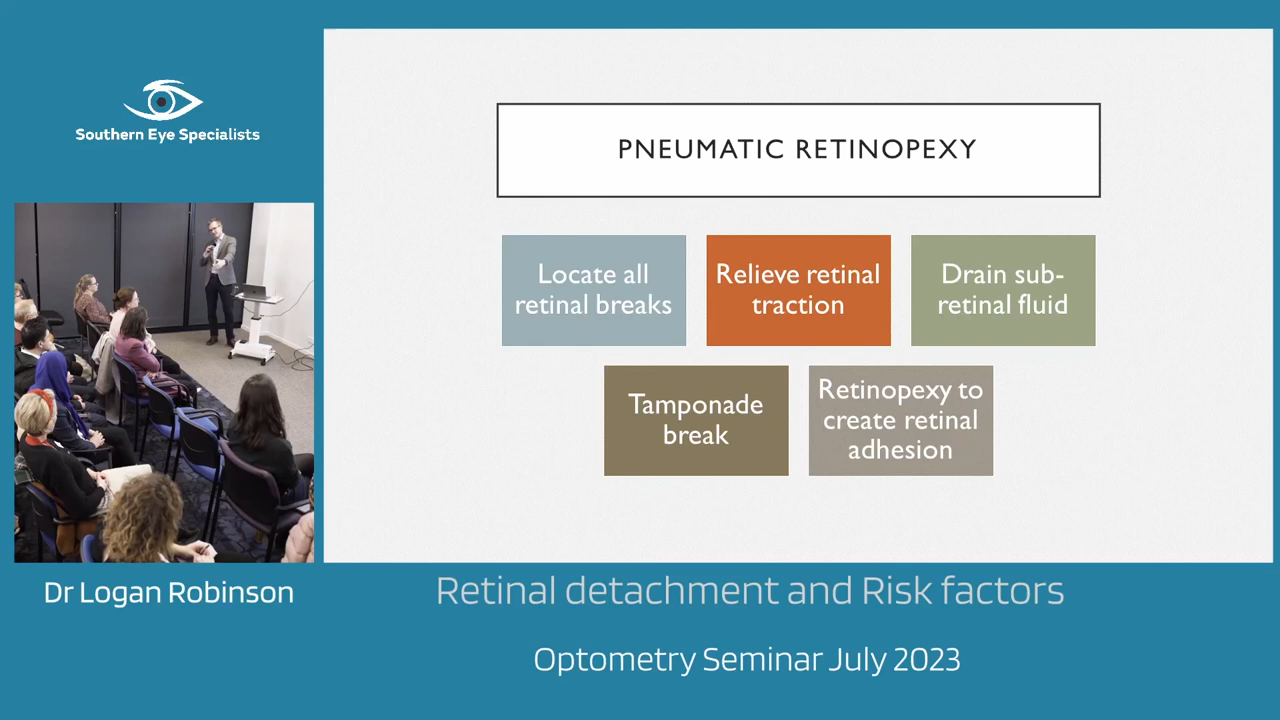 Southern Eye Specialists
PNEUMATIC RETINOPEXY
Locate all
retinal breaks
Relieve retinal
traction
Drain sub-
retinal fluid
Tamponade
break
Retinopexy to
create retinal
adhesion
Dr Logan Robinson
Retinal detachment and Risk factors
Optometry Seminar July 2023